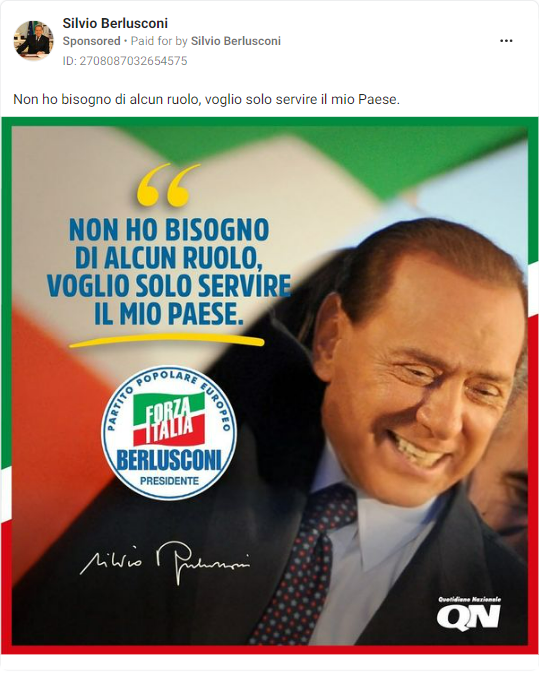 Silvio Berlusconi
Sponsored • Paid for by Silvio Berlusconi
ID: 2708087032654575
Non ho bisogno di alcun ruolo, voglio solo servire il mio Paese.
NON HO BISOGNO
DI ALCUN RUOLO,
VOGLIO SOLO SERVIRE
IL MIO PAESE.
PARTITO POPOLARE EUROPEO
FORZA
ITALIA
BERLUSCONI
PRESIDENTE
Silvio Berlusconi
Quotidiano Nazionale
QN